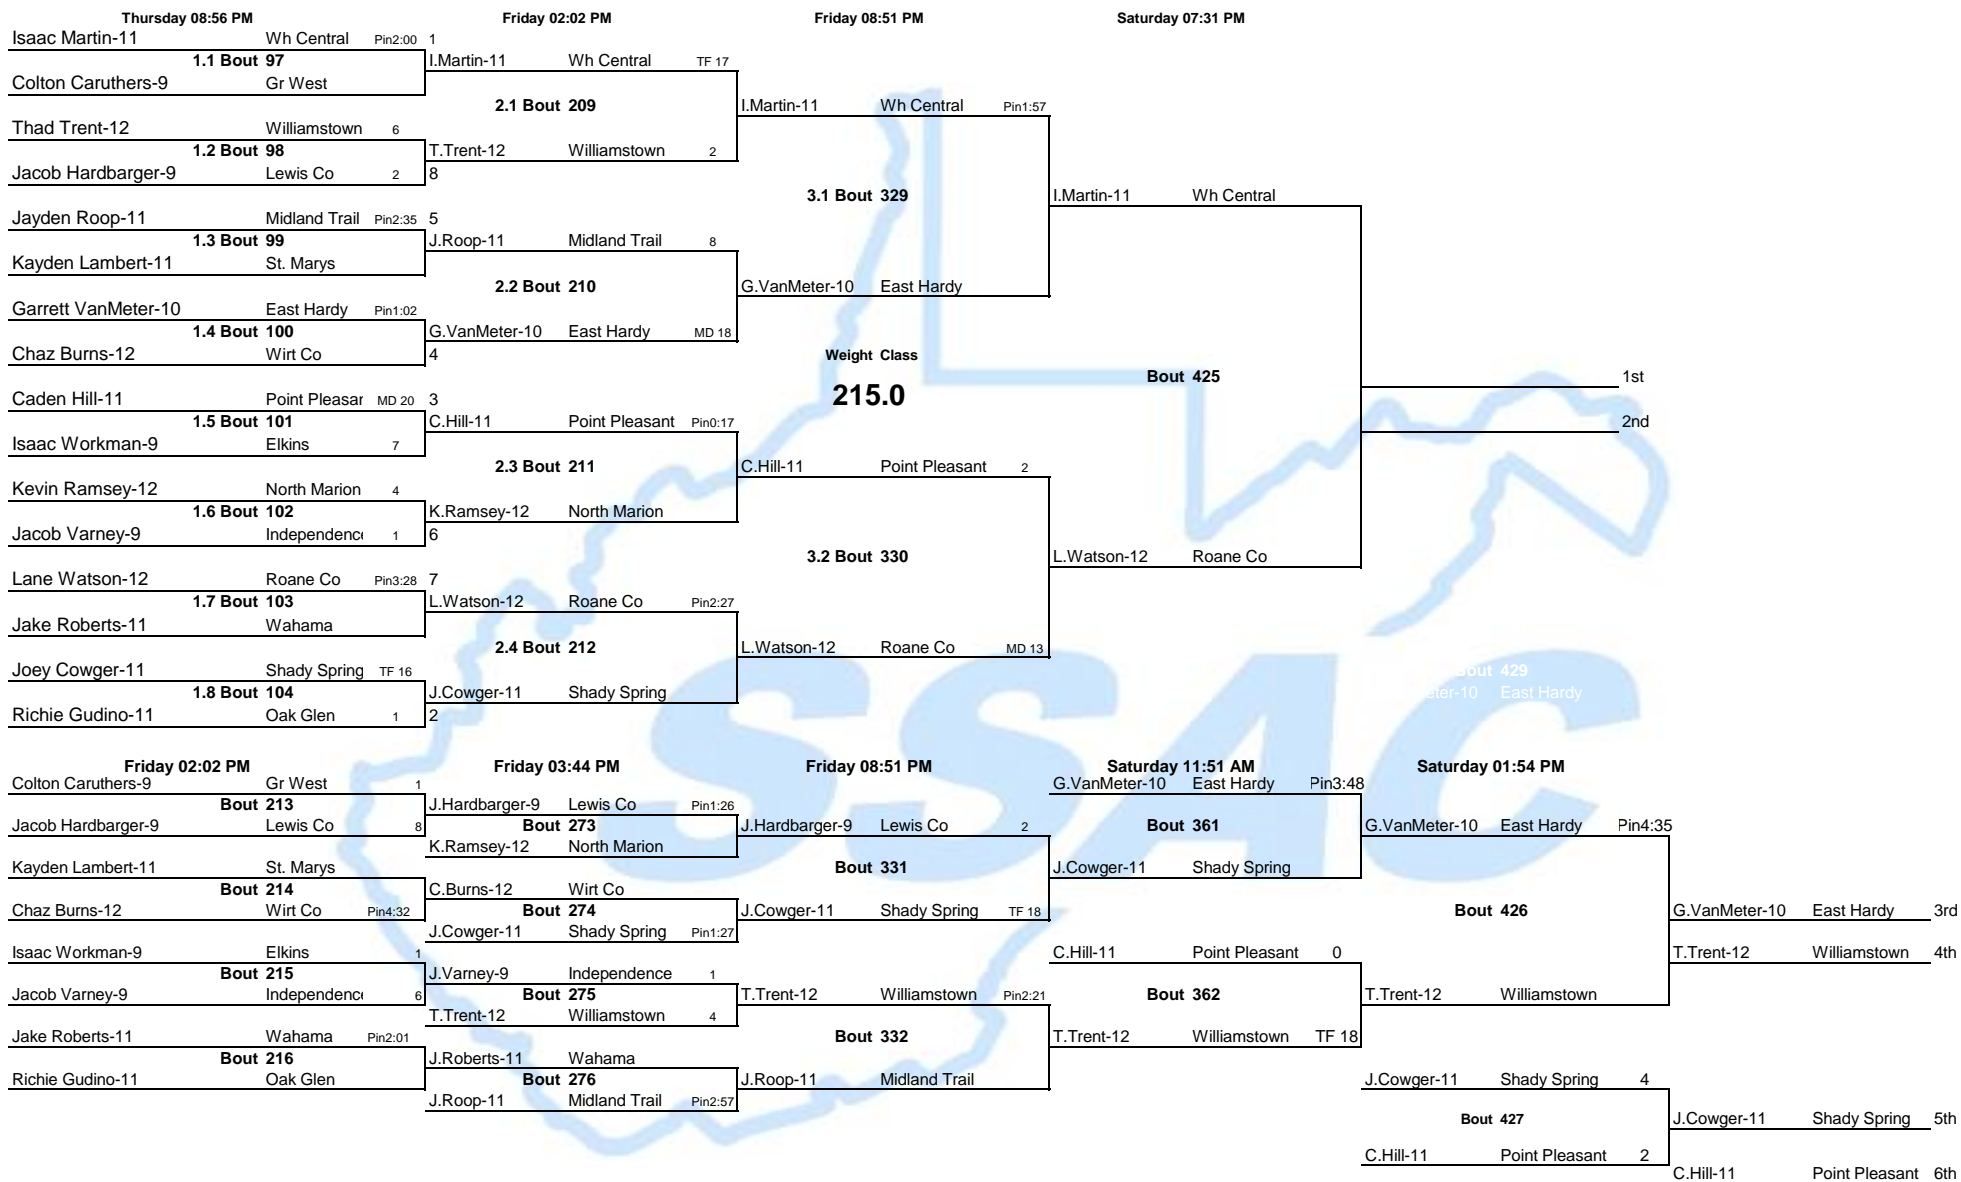 Thursday 08:56 PM Friday 02:02 PM Friday 08:51 PM Saturday 07:31 PM
Isaac Martin-11 Wh Central Pin2:00 1
1.1 Bout 97 I.Martin-11 Wh Central TF 17
Colton Caruthers-9 Gr West
2.1 Bout 209 I.Martin-11 Wh Central Pin1:57
Thad Trent-12 Williamstown 6
1.2 Bout 98 T.Trent-12 Williamstown 2
Jacob Hardbarger-9 Lewis Co 2 8
3.1 Bout 329 I.Martin-11 Wh Central
Jayden Roop-11 Midland Trail Pin2:35 5
1.3 Bout 99 J.Roop-11 Midland Trail 8
Kayden Lambert-11 St. Marys
2.2 Bout 210 G.VanMeter-10 East Hardy
Garrett VanMeter-10 East Hardy Pin1:02
1.4 Bout 100 G.VanMeter-10 East Hardy MD 18
Chaz Burns-12 Wirt Co 4 Weight Class
Bout 425 1st
Caden Hill-11 Point Pleasar MD 20 3 215.0
1.5 Bout 101 C.Hill-11 Point Pleasant Pin0:17 2nd
Isaac Workman-9 Elkins 7
2.3 Bout 211 C.Hill-11 Point Pleasant 2
Kevin Ramsey-12 North Marion 4
1.6 Bout 102 K.Ramsey-12 North Marion
Jacob Varney-9 Independenc 1 6
3.2 Bout 330 L.Watson-12 Roane Co
Lane Watson-12 Roane Co Pin3:28 7
1.7 Bout 103 L.Watson-12 Roane Co Pin2:27
Jake Roberts-11 Wahama
2.4 Bout 212 L.Watson-12 Roane Co MD 13
Joey Cowger-11 Shady Spring TF 16 Bout 429
1.8 Bout 104 J.Cowger-11 Shady Spring eter-10 East Hardy
Richie Gudino-11 Oak Glen 1 2
SSAC
Friday 02:02 PM Friday 03:44 PM Friday 08:51 PM Saturday 11:51 AM Saturday 01:54 PM
Colton Caruthers-9 Gr West 1 G.VanMeter-10 East Hardy Pin3:48
Bout 213 J.Hardbarger-9 Lewis Co Pin1:26
Jacob Hardbarger-9 Lewis Co 8 Bout 273 J.Hardbarger-9 Lewis Co 2 Bout 361 G.VanMeter-10 East Hardy Pin4:35
K.Ramsey-12 North Marion
Kayden Lambert-11 St. Marys Bout 331 J.Cowger-11 Shady Spring
Bout 214 C.Burns-12 Wirt Co
Chaz Burns-12 Wirt Co Pin4:32 Bout 274 J.Cowger-11 Shady Spring TF 18 Bout 426 G.VanMeter-10 East Hardy 3rd
J.Cowger-11 Shady Spring Pin1:27
Isaac Workman-9 Elkins 1 C.Hill-11 Point Pleasant 0 T.Trent-12 Williamstown 4th
Bout 215 J.Varney-9 Independence 1
Jacob Varney-9 Independenc 6 Bout 275 T.Trent-12 Williamstown Pin2:21 Bout 362 T.Trent-12 Williamstown
T.Trent-12 Williamstown 4
Jake Roberts-11 Wahama Pin2:01 Bout 332 T.Trent-12 Williamstown TF 18
Bout 216 J.Roberts-11 Wahama
Richie Gudino-11 Oak Glen Bout 276 J.Roop-11 Midland Trail J.Cowger-11 Shady Spring 4
J.Roop-11 Midland Trail Pin2:57
Bout 427 J.Cowger-11 Shady Spring 5th
C.Hill-11 Point Pleasant 2
C.Hill-11 Point Pleasant 6th